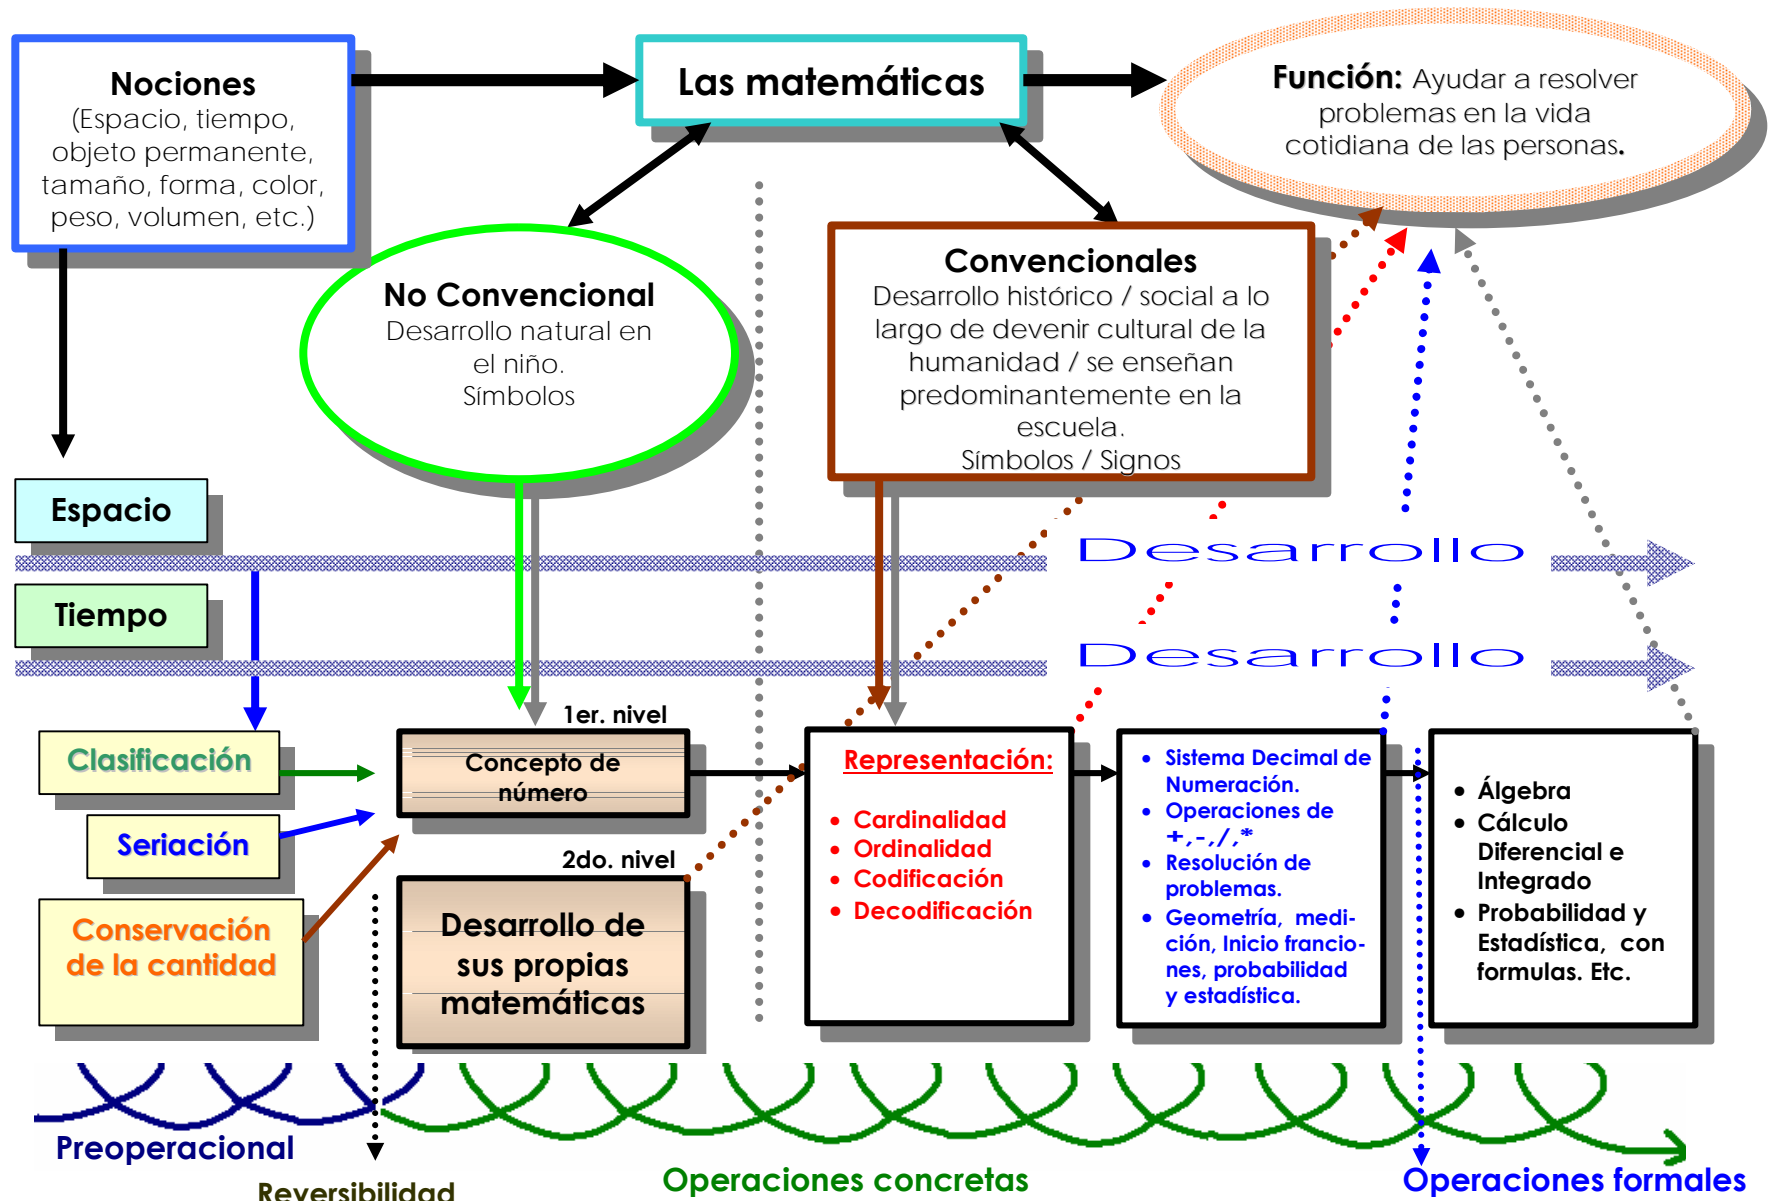 Nociones
(Espacio, tiempo,
objeto permanente,
tamaño, forma, color,
peso, volumen, etc.)
Las matemáticas
Función: Ayudar a resolver
problemas en la vida
cotidiana de las personas.
No Convencional
Desarrollo natural en
el niño.
Símbolos
Convencionales
Desarrollo histórico / social a lo
largo de devenir cultural de la
humanidad / se enseñan
predominantemente en la
escuela.
Símbolos / Signos
Espacio
Desarrollo
Tiempo
Desarrollo
Clasificación
Seriación
Conservación
de la cantidad
1er. nivel
Concepto de
número
2do. nivel
Desarrollo de
sus propias
matemáticas
Representación:
• Cardinalidad
• Ordinalidad
• Codificación
• Decodificación
• Sistema Decimal de
Numeración.
• Operaciones de
+,-,/,*
• Resolución de
problemas.
• Geometría, medi-
ción, Inicio francio-
nes, probabilidad
y estadística.
• Álgebra
• Cálculo
Diferencial e
Integrado
• Probabilidad y
Estadística, con
formulas. Etc.
Preoperacional
Reversibilidad
Operaciones concretas
Operaciones formales